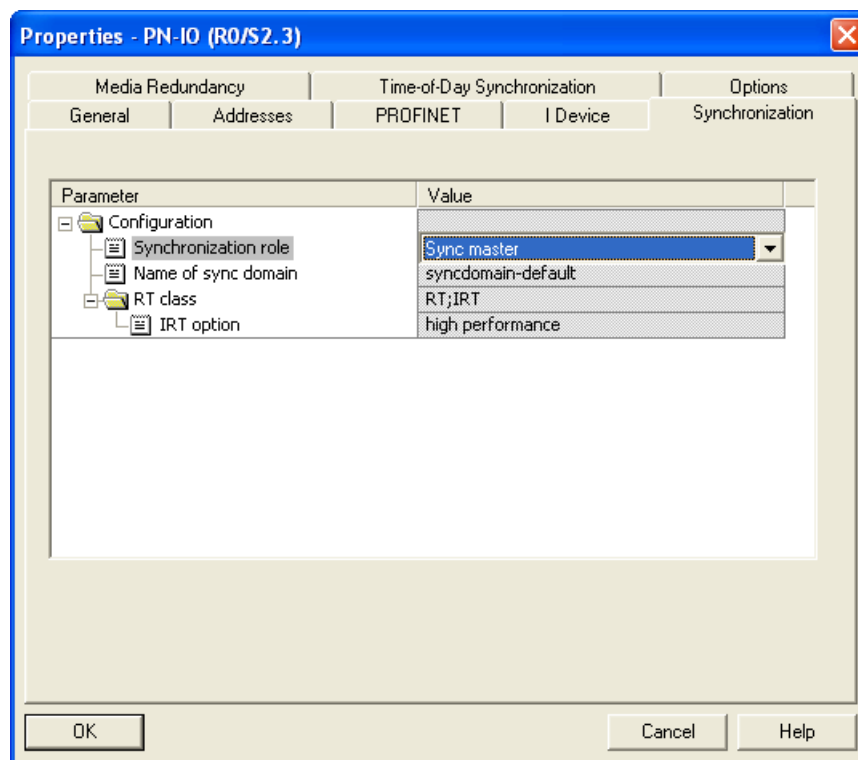 Properties - PN-IO (R0/S2.3)
Media Redundancy Time-of-Day Synchronization Options
General Addresses PROFINET I Device Synchronization
Parameter Value
Configuration
Synchronization role Sync master
Name of sync domain syncdomain-default
RT class RT;IRT
IRT option high performance
OK Cancel Help